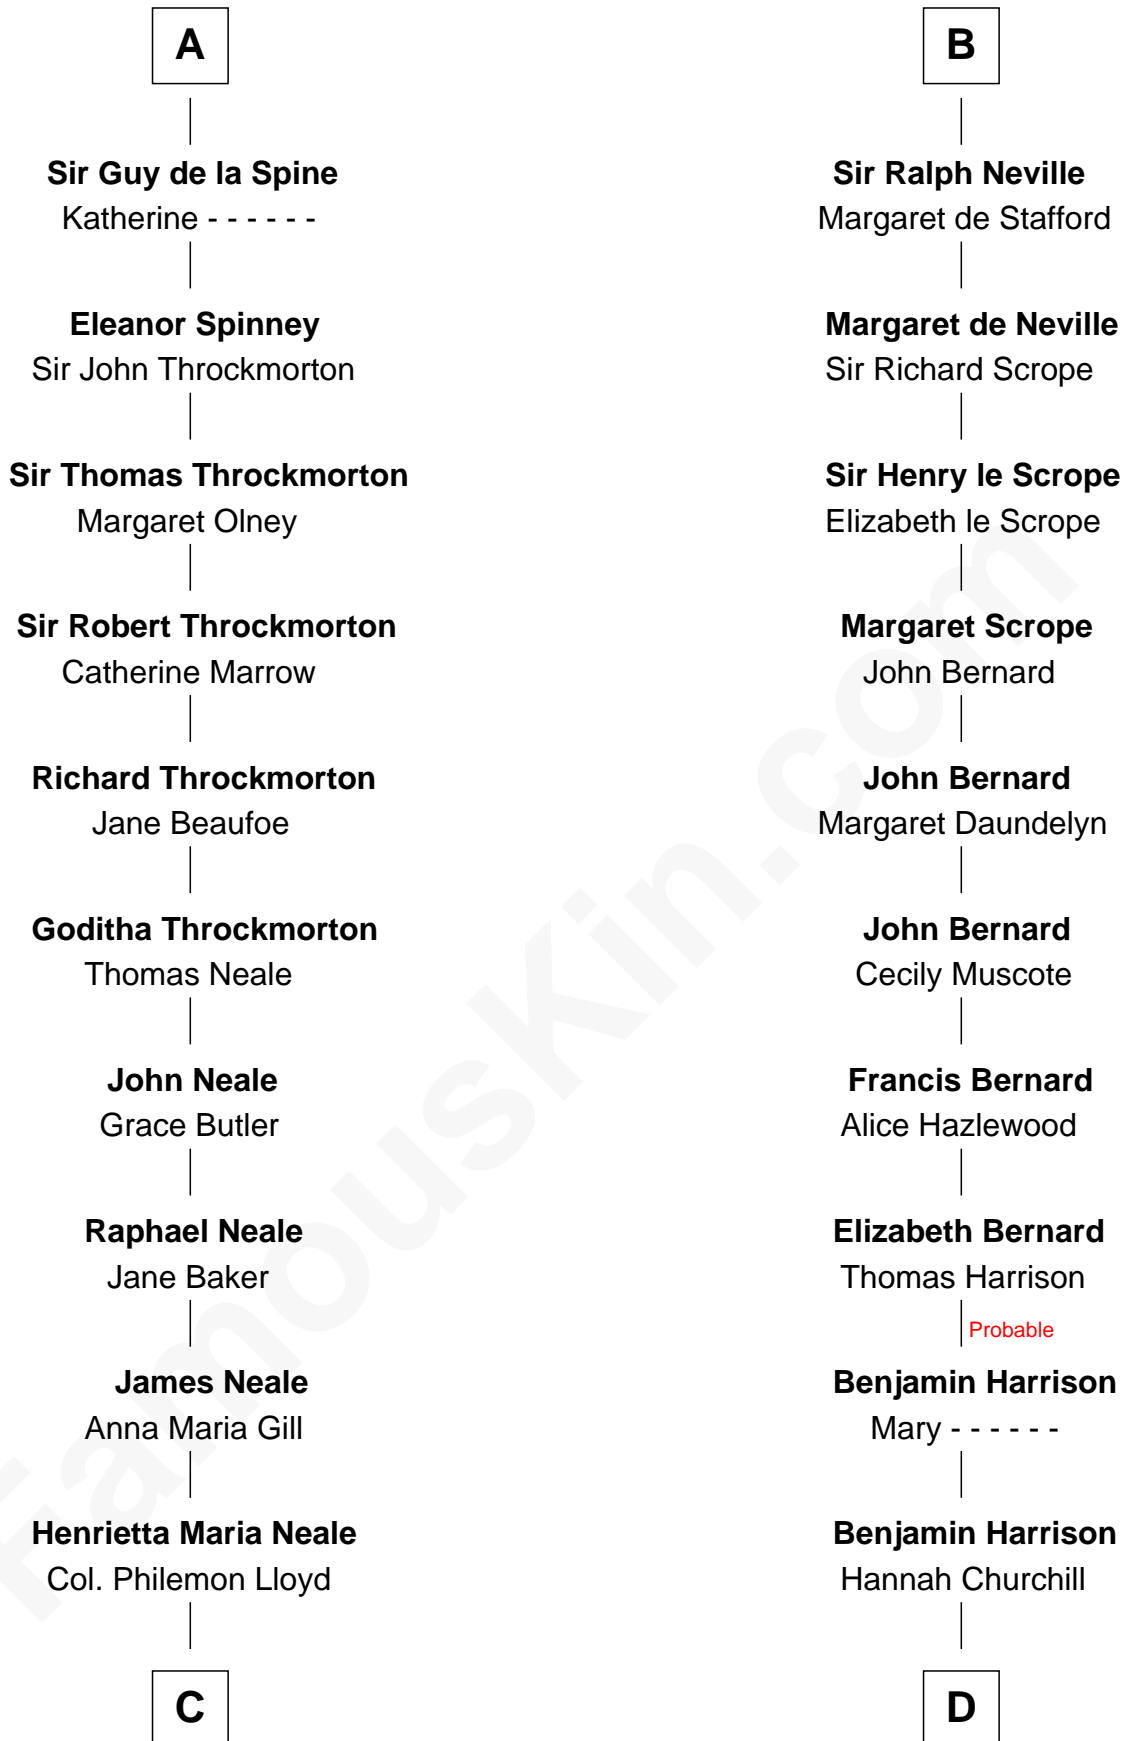 A
Sir Guy de la Spine
Katherine - - - - - -
Eleanor Spinney
Sir John Throckmorton
Sir Thomas Throckmorton
Margaret Olney
Sir Robert Throckmorton
Catherine Marrow
Richard Throckmorton
Jane Beaufoe
Goditha Throckmorton
Thomas Neale
John Neale
Grace Butler
Raphael Neale
Jane Baker
James Neale
Anna Maria Gill
Henrietta Maria Neale
Col. Philemon Lloyd
C
B
Sir Ralph Neville
Margaret de Stafford
Margaret de Neville
Sir Richard Scrope
Sir Henry le Scrope
Elizabeth le Scrope
Margaret Scrope
John Bernard
John Bernard
Margaret Daundelyn
John Bernard
Cecily Muscote
Francis Bernard
Alice Hazlewood
Elizabeth Bernard
Thomas Harrison
Probable
Benjamin Harrison
Mary - - - - - -
Benjamin Harrison
Hannah Churchill
D
FamousKin.com